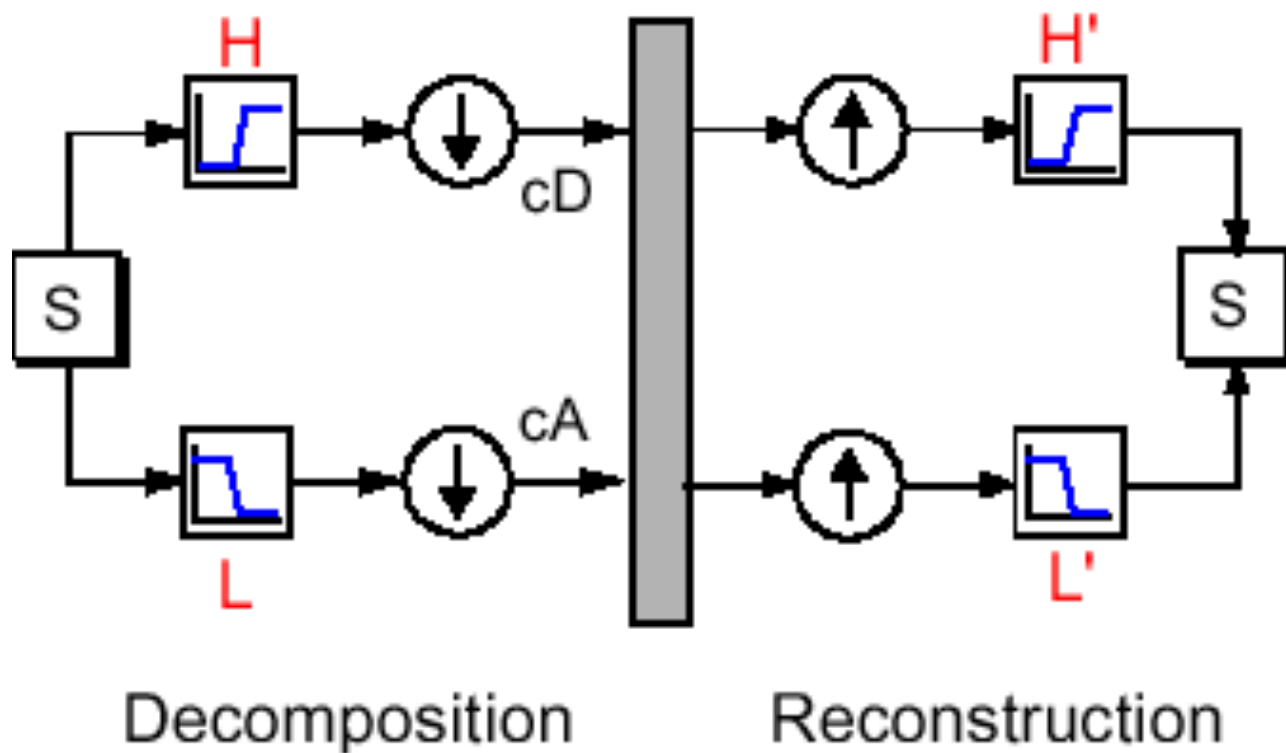 H
H'
cD
S
S
cA
L
L'
Decomposition
Reconstruction